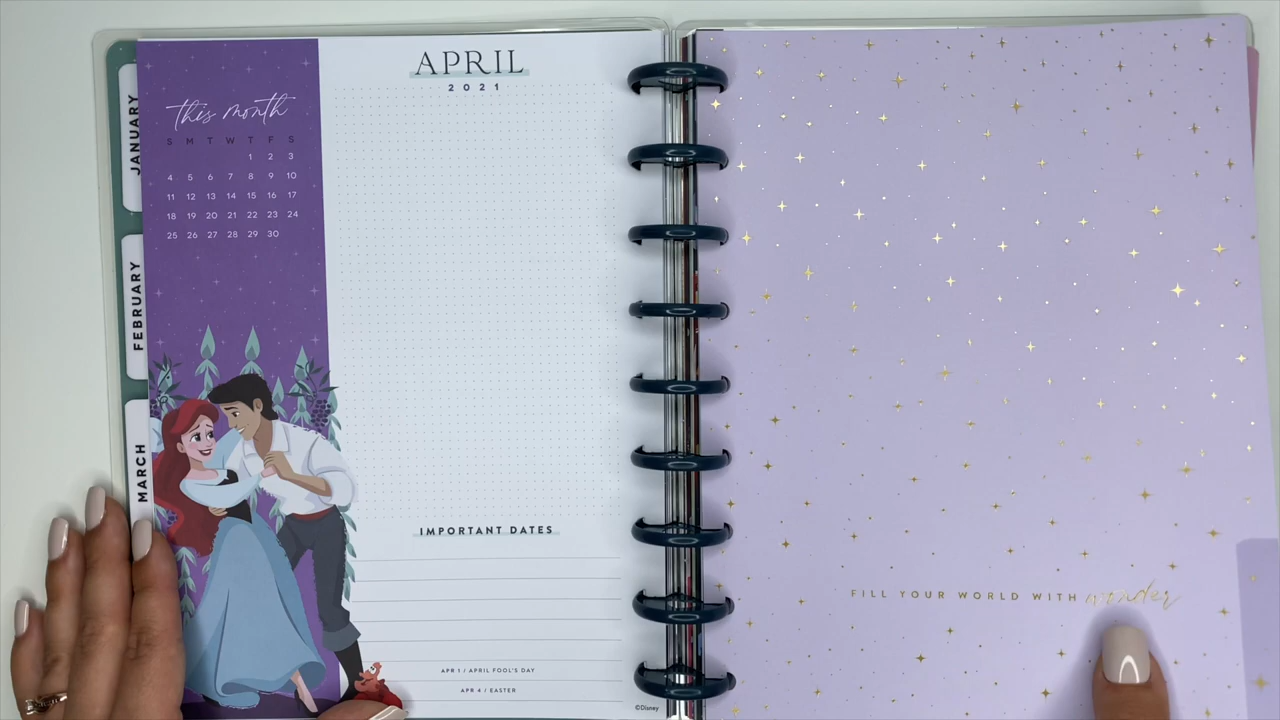 JANUARY
FEBRUARY
MARCH
this month
S M T W T F S
1 2 3
4 5 6 7 8 9 10
11 12 13 14 15 16 17
18 19 20 21 22 23 24
25 26 27 28 29 30
APRIL
2021
IMPORTANT DATES
APR 1 / APRIL FOOL'S DAY
APR 4 / EASTER
©Disney
FILL YOUR WORLD WITH wonder